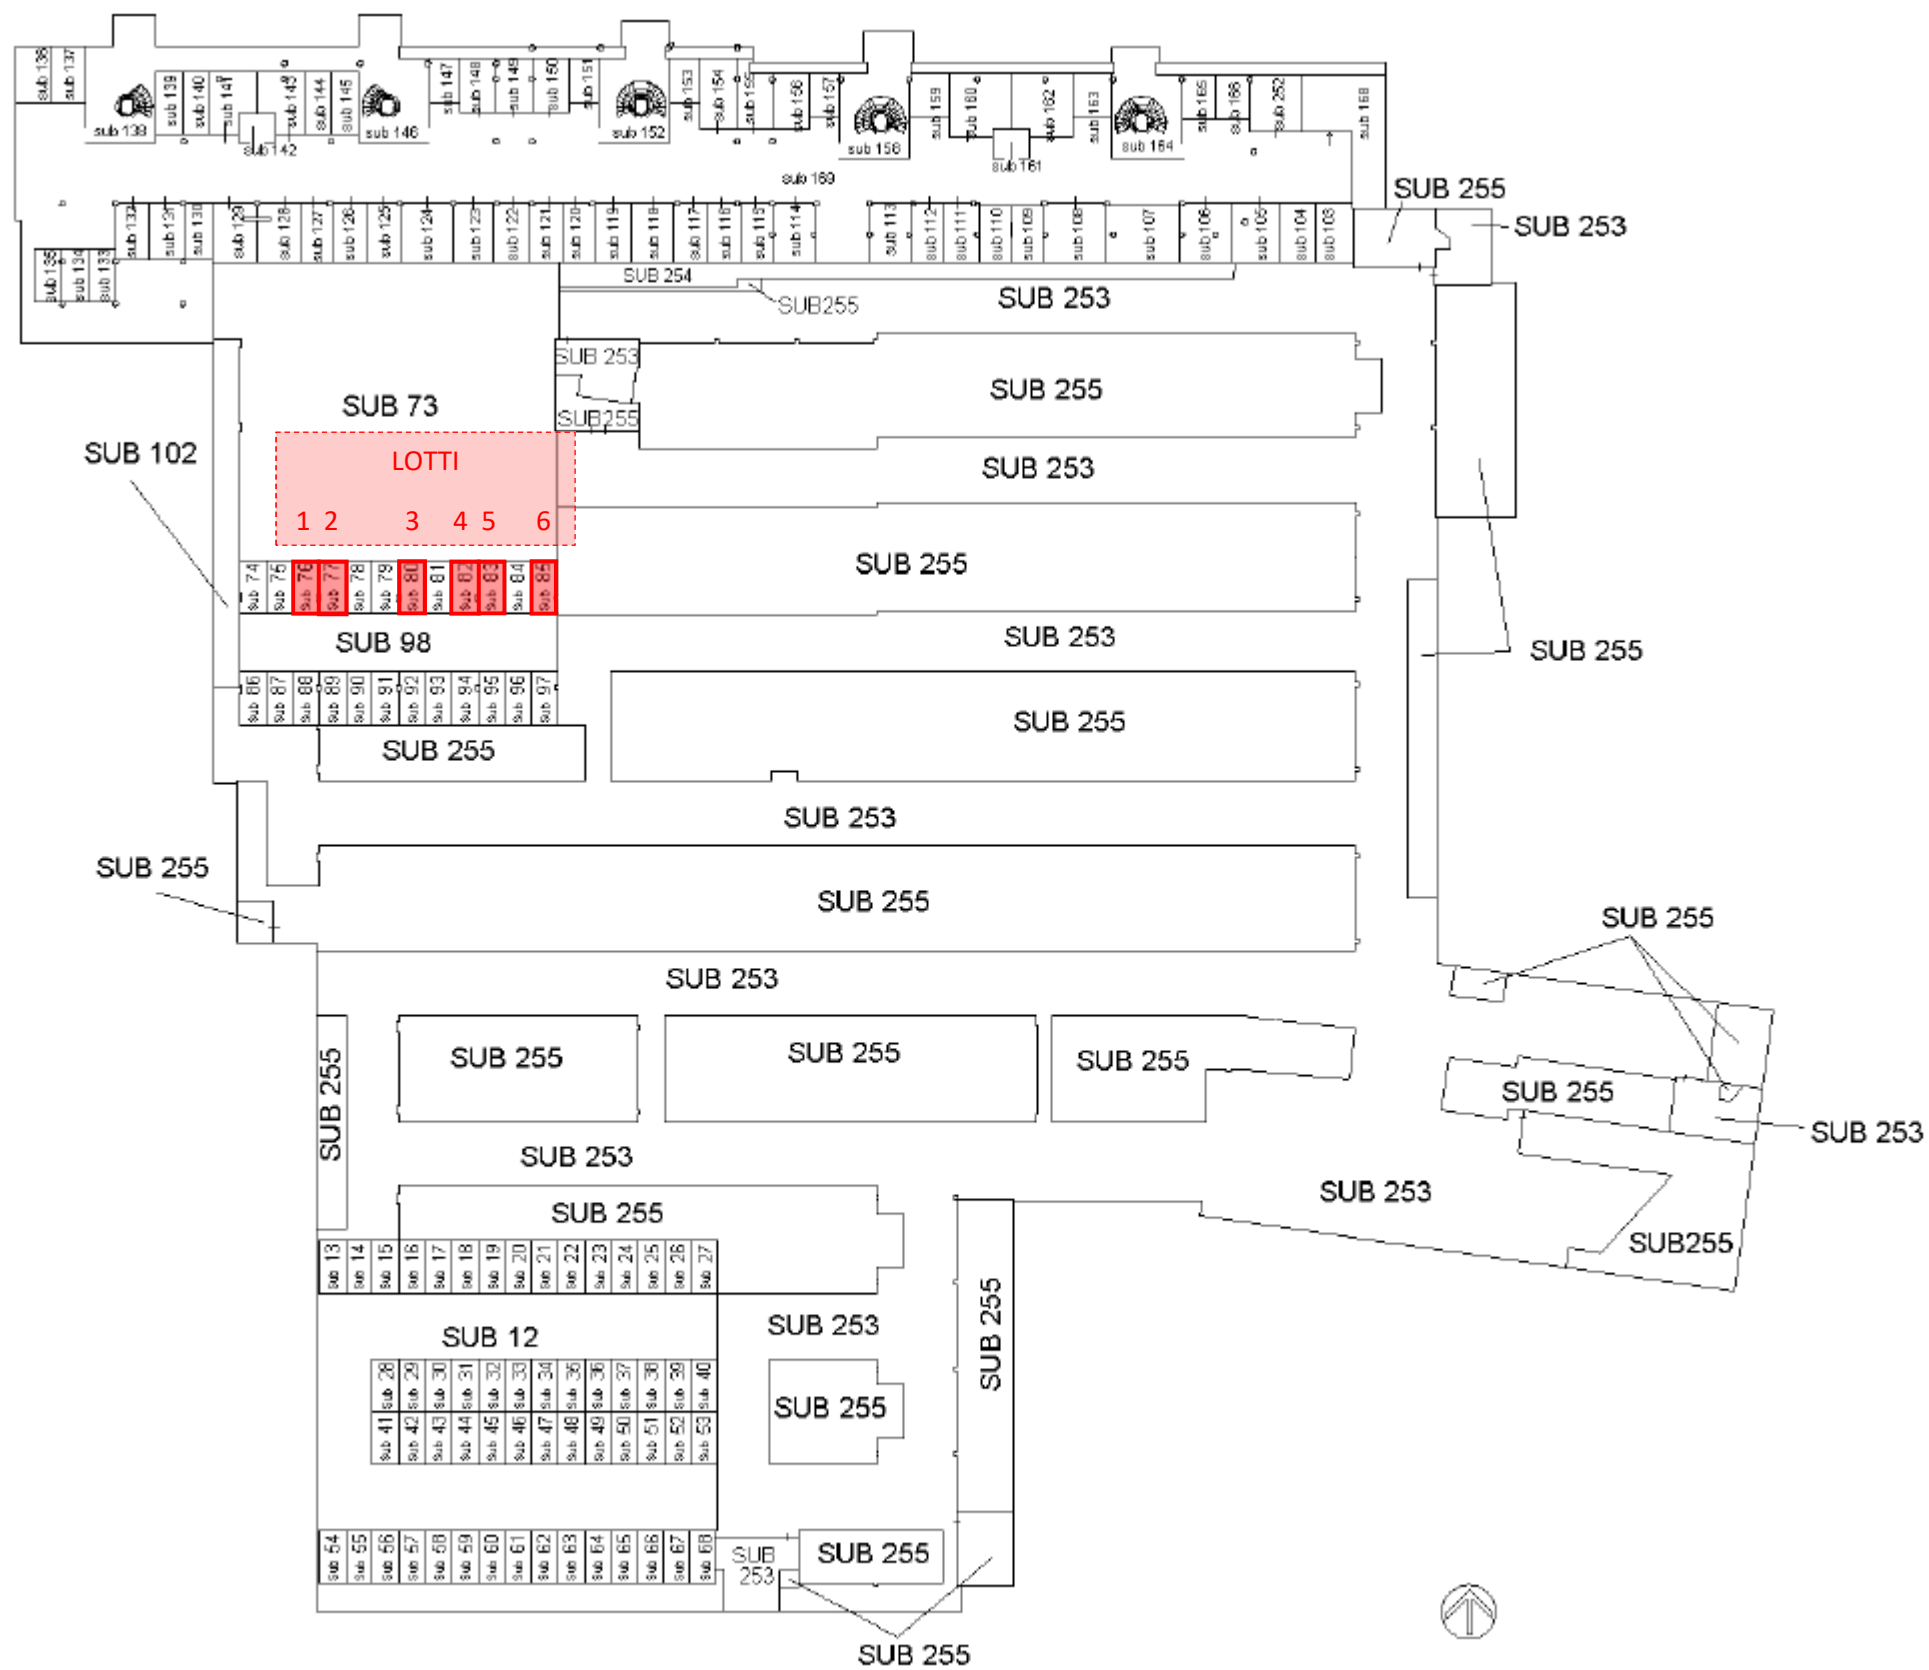 sub 136
sub 137
sub 138
sub 139
sub 140
sub 141
sub 142
sub 143
sub 144
sub 145
sub 146
sub 147
sub 148
sub 149
sub 150
sub 151
sub 152
sub 153
sub 154
sub 155
sub 156
sub 157
sub 158
sub 159
sub 160
sub 161
sub 162
sub 163
sub 164
sub 165
sub 166
sub 252
sub 168
sub 169
sub 135
sub 134
sub 133
sub 132
sub 131
sub 130
sub 129
sub 128
sub 127
sub 126
sub 125
sub 124
sub 123
sub 122
sub 121
sub 120
sub 119
sub 118
sub 117
sub 116
sub 115
sub 114
sub 113
sub 112
sub 111
sub 110
sub 109
sub 108
sub 107
sub 106
sub 105
sub 104
sub 103
SUB 255
SUB 253
SUB 254
SUB255
SUB 253
SUB 253
SUB255
SUB 255
SUB 73
SUB 102
LOTTI
1 2 3 4 5 6
SUB 253
sub 74
sub 75
sub 76
sub 77
sub 78
sub 79
sub 80
sub 81
sub 82
sub 83
sub 84
sub 85
SUB 255
SUB 98
SUB 253
SUB 255
sub 86
sub 87
sub 88
sub 89
sub 90
sub 91
sub 92
sub 93
sub 94
sub 95
sub 96
sub 97
SUB 255
SUB 255
SUB 253
SUB 255
SUB 255
SUB 255
SUB 253
SUB 255
SUB 255
SUB 255
SUB 255
SUB 255
SUB 253
SUB 253
SUB 253
SUB 255
SUB255
sub 13
sub 14
sub 15
sub 16
sub 17
sub 18
sub 19
sub 20
sub 21
sub 22
sub 23
sub 24
sub 25
sub 26
sub 27
SUB 12
SUB 253
SUB 255
sub 28
sub 29
sub 30
sub 31
sub 32
sub 33
sub 34
sub 35
sub 36
sub 37
sub 38
sub 39
sub 40
sub 41
sub 42
sub 43
sub 44
sub 45
sub 46
sub 47
sub 48
sub 49
sub 50
sub 51
sub 52
sub 53
SUB 255
sub 54
sub 55
sub 56
sub 57
sub 58
sub 59
sub 60
sub 61
sub 62
sub 63
sub 64
sub 65
sub 66
sub 67
sub 68
SUB
253
SUB 255
SUB 255